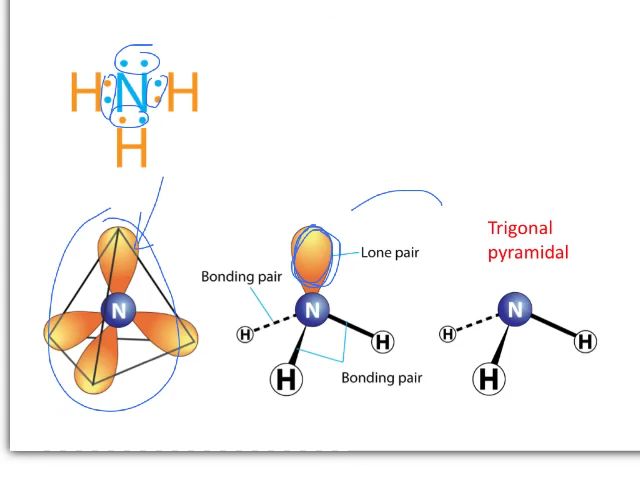 H N H
H
Trigonal
pyramidal
Lone pair
Bonding pair
N
N
N
H
H
H
H
H
H
Bonding pair